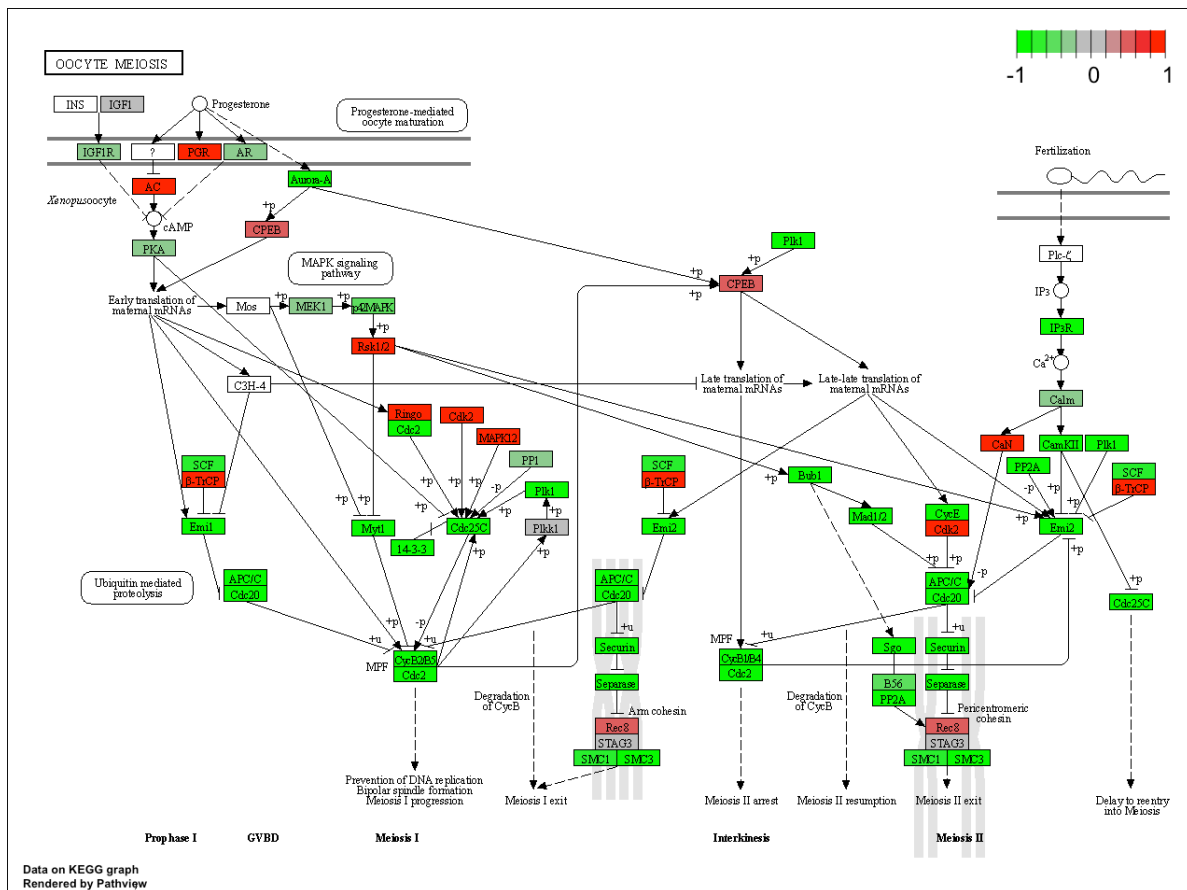 OOCYTE MEIOSIS
-1 0 1
INS
IGF1
Progesterone
Progesterone-mediated
oocyte maturation
IGF1R
?
PGR
AR
Fertilization
AC
Aurora-A
Xenopus oocyte
cAMP
+p
CPEB
PKA
Plk1
Plc-ζ
MAPK signaling
pathway
+p
+p
CPEB
IP3
Early translation of
maternal mRNAs
Mos
+p
MEK1
+p
p42MAPK
+p
IP3R
+p
Rsk1/2
Ca2+
C3H-4
Late translation of
maternal mRNAs
Late-late translation of
maternal mRNAs
Calm
Ringo
Cdc2
Cdk2
MAPK12
CaN
CamKII
Plk1
PP1
SCF
β-TrCP
SCF
β-TrCP
PP2A
SCF
β-TrCP
+p
+p
+p
+p
-p
Plk1
+p
Bub1
-p
+p
+p
Emi1
+p
Myt1
+p
Cdc25C
+p
+p
Plkk1
Emi2
Mad1/2
CycE
Cdk2
+p
Emi2
14-3-3
+p
+p
+p
+p
Ubiquitin mediated
proteolysis
APC/C
Cdc20
APC/C
Cdc20
APC/C
Cdc20
-p
+p
Cdc25C
+p
-p
+u
+u
+u
MPF
CycB2/B5
Cdc2
Securin
MPF
+u
CycB1/B4
Cdc2
Sgo
+u
Securin
Separase
B56
PP2A
Separase
Degradation
of CycB
Arm cohesin
Degradation
of CycB
Pericentromeric
cohesin
Rec8
STAG3
SMC1
SMC3
Rec8
STAG3
SMC1
SMC3
Prevention of DNA replication
Bipolar spindle formation
Meiosis I progression
Meiosis I exit
Meiosis II arrest
Meiosis II resumption
Meiosis II exit
Delay to reentry
into Meiosis
Prophase I
GVBD
Meiosis I
Interkinesis
Meiosis II
Data on KEGG graph
Rendered by Pathview